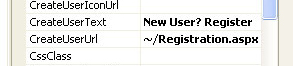 CreateUserIconUrl
CreateUserText New User? Register
CreateUserUrl ~/Registration.aspx
CssClass